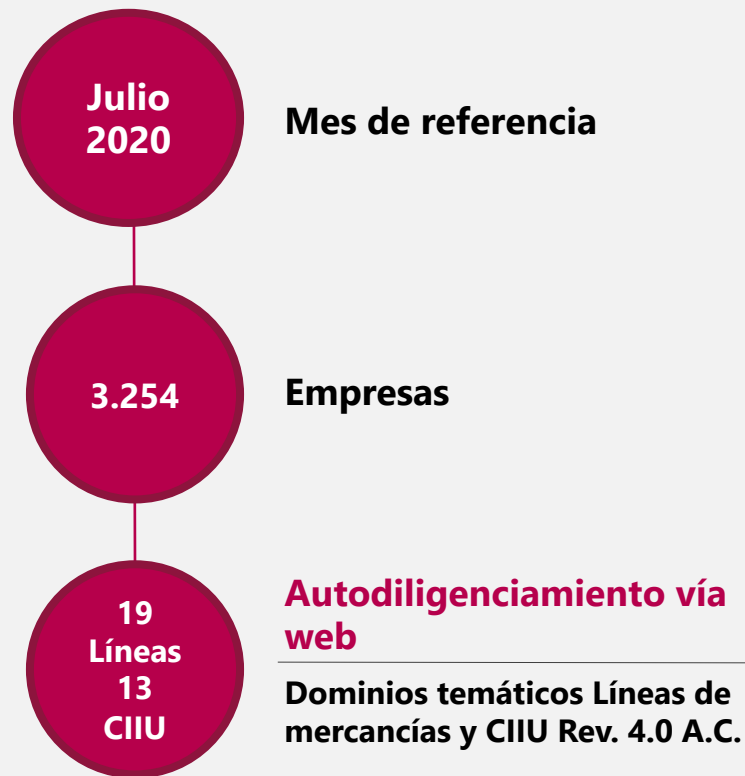 Julio
2020
Mes de referencia
3.254
Empresas
19
Líneas
13
CIIU
Autodiligenciamiento vía
web
Dominios temáticos Líneas de
mercancías y CIIU Rev. 4.0 A.C.